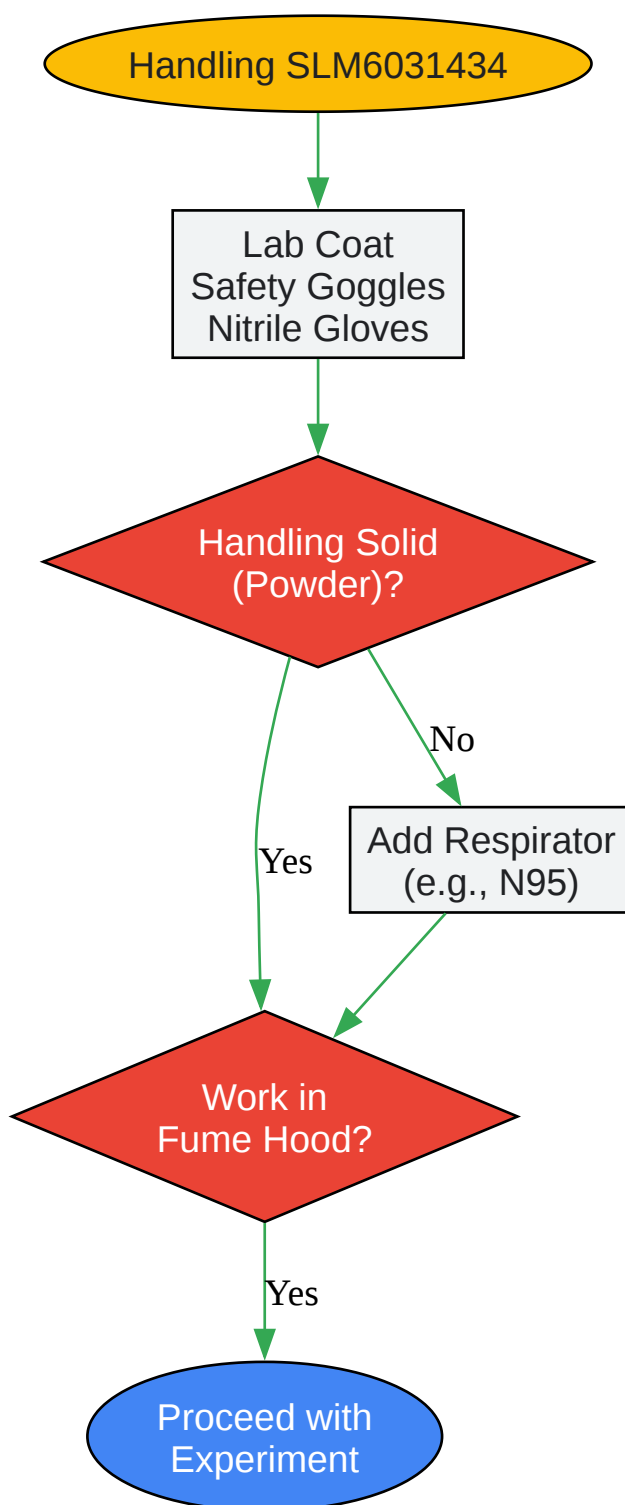 Handling SLM6031434
Lab Coat
Safety Goggles
Nitrile Gloves
Handling Solid
(Powder)?
No
Add Respirator
(e.g., N95)
Yes
Work in
Fume Hood?
Yes
Proceed with
Experiment